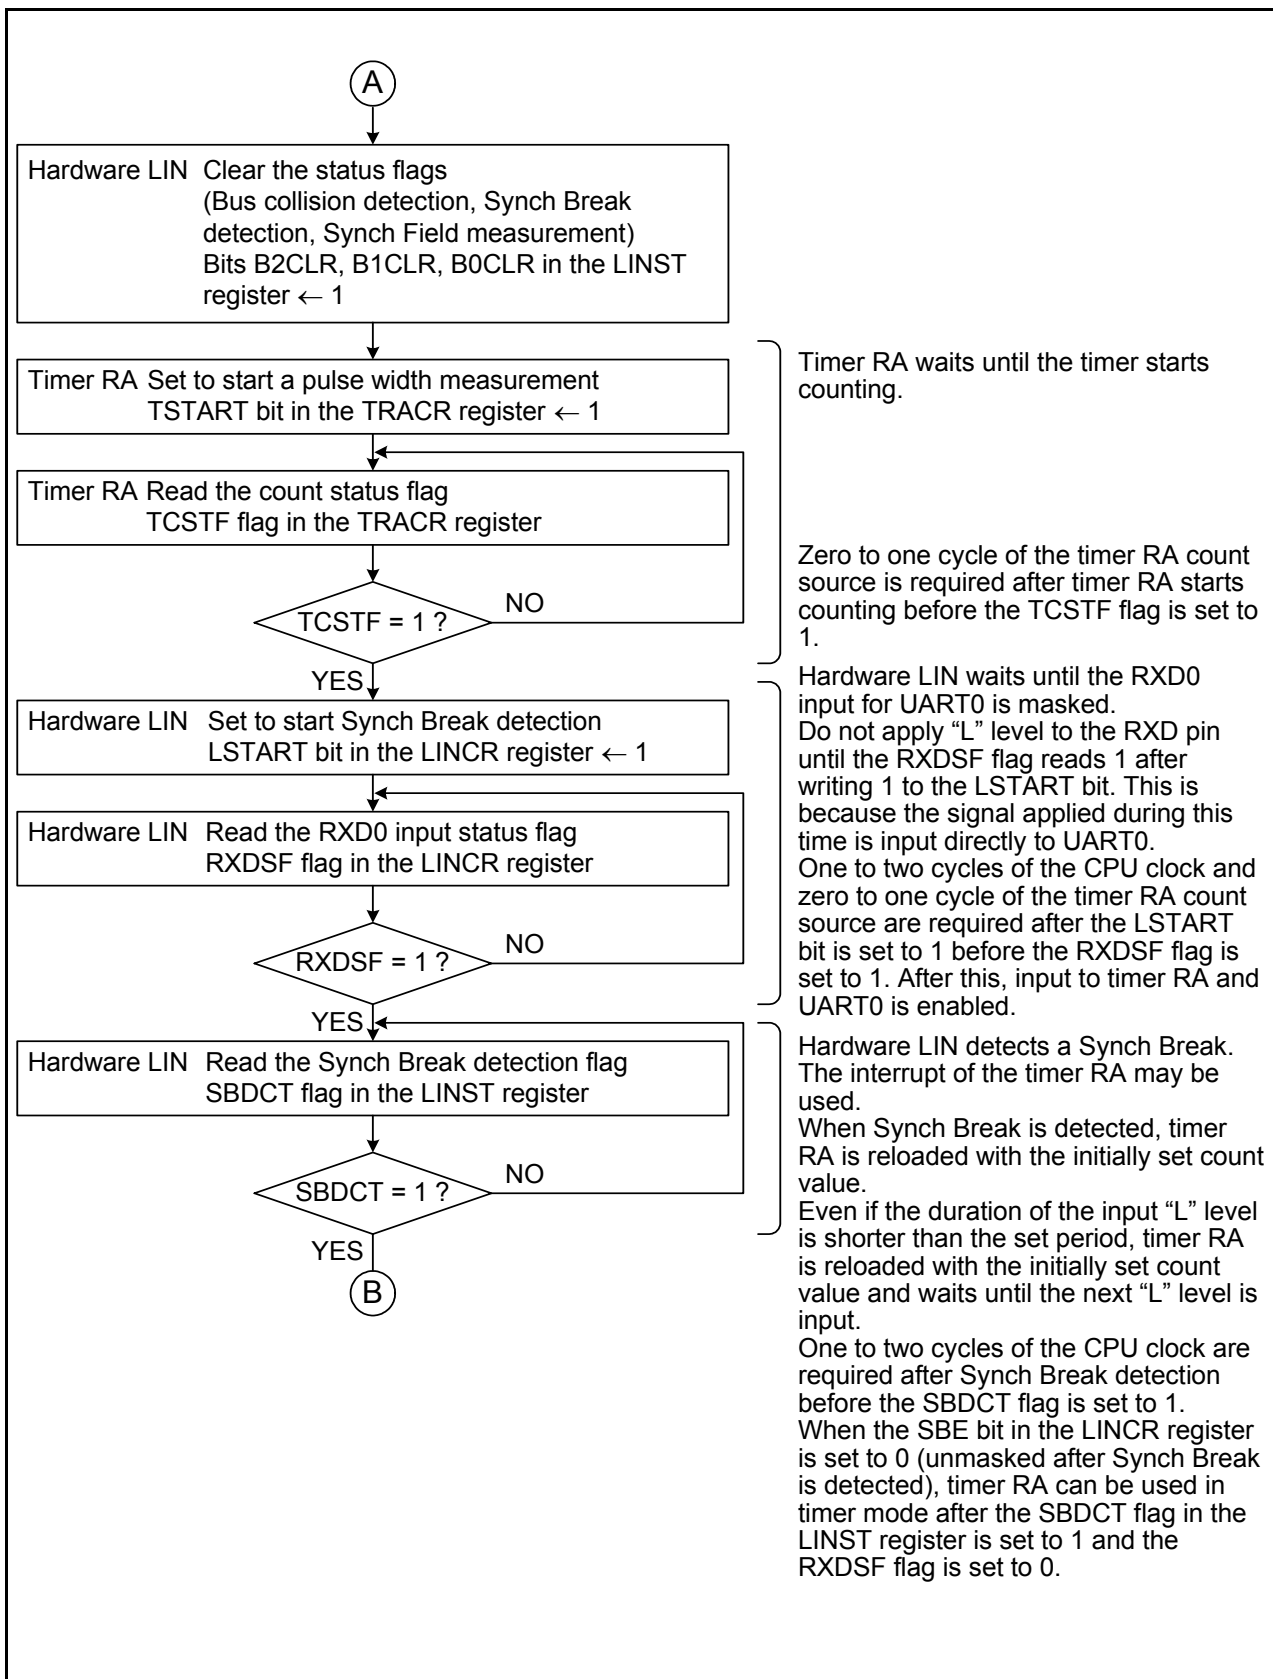 A
Hardware LIN Clear the status flags
(Bus collision detection, Synch Break
detection, Synch Field measurement)
Bits B2CLR, B1CLR, B0CLR in the LINST
register ← 1
Timer RA Set to start a pulse width measurement
TSTART bit in the TRACR register ← 1
Timer RA waits until the timer starts
counting.
Timer RA Read the count status flag
TCSTF flag in the TRACR register
TCSTF = 1 ?
NO
YES
Zero to one cycle of the timer RA count
source is required after timer RA starts
counting before the TCSTF flag is set to
1.
Hardware LIN Set to start Synch Break detection
LSTART bit in the LINCR register ← 1
Hardware LIN Read the RXD0 input status flag
RXDSF flag in the LINCR register
RXDSF = 1 ?
NO
YES
Hardware LIN waits until the RXD0
input for UART0 is masked.
Do not apply “L” level to the RXD pin
until the RXDSF flag reads 1 after
writing 1 to the LSTART bit. This is
because the signal applied during this
time is input directly to UART0.
One to two cycles of the CPU clock and
zero to one cycle of the timer RA count
source are required after the LSTART
bit is set to 1 before the RXDSF flag is
set to 1. After this, input to timer RA and
UART0 is enabled.
Hardware LIN Read the Synch Break detection flag
SBDCT flag in the LINST register
SBDCT = 1 ?
NO
YES
B
Hardware LIN detects a Synch Break.
The interrupt of the timer RA may be
used.
When Synch Break is detected, timer
RA is reloaded with the initially set count
value.
Even if the duration of the input “L” level
is shorter than the set period, timer RA
is reloaded with the initially set count
value and waits until the next “L” level is
input.
One to two cycles of the CPU clock are
required after Synch Break detection
before the SBDCT flag is set to 1.
When the SBE bit in the LINCR register
is set to 0 (unmasked after Synch Break
is detected), timer RA can be used in
timer mode after the SBDCT flag in the
LINST register is set to 1 and the
RXDSF flag is set to 0.